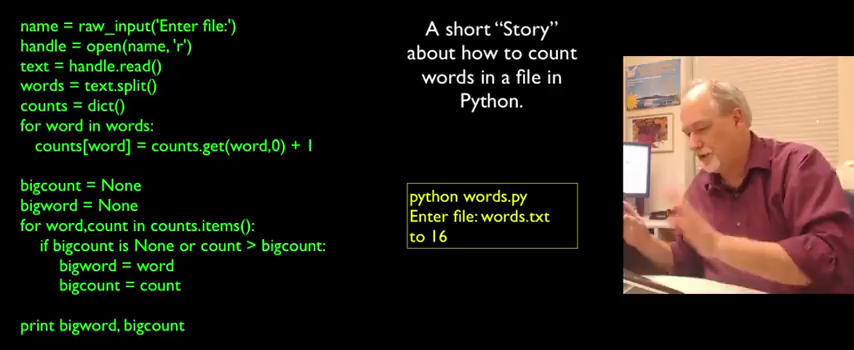 name = raw_input('Enter file:')
handle = open(name, 'r')
text = handle.read()
words = text.split()
counts = dict()
for word in words:
counts[word] = counts.get(word,0) + 1
bigcount = None
bigword = None
for word,count in counts.items():
if bigcount is None or count > bigcount:
bigword = word
bigcount = count
print bigword, bigcount
A short “Story”
about how to count
words in a file in
Python.
python words.py
Enter file: words.txt
to 16